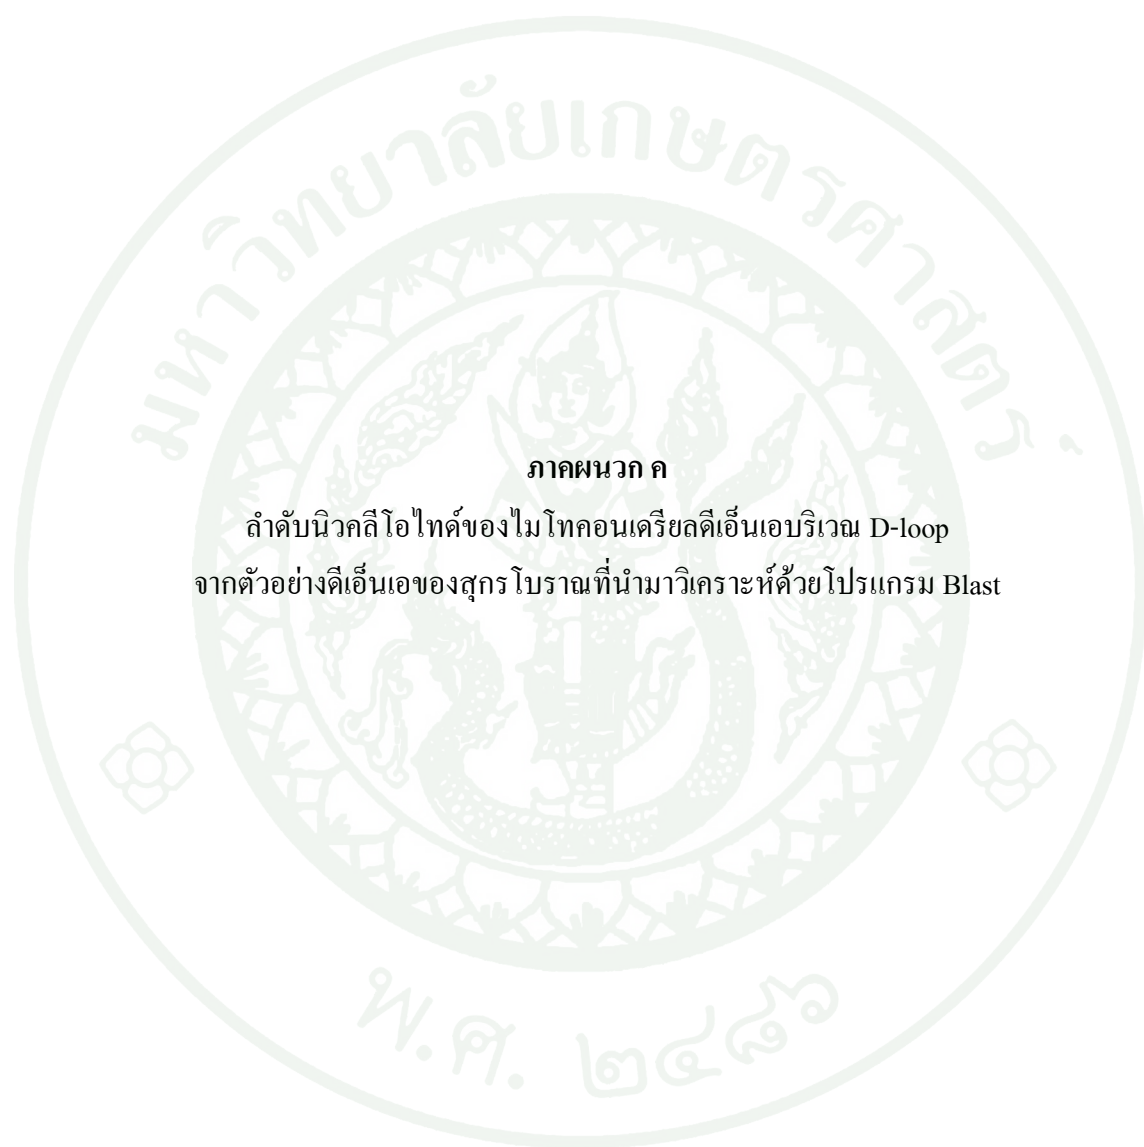 มหาวิทยาลัยเกษตรศาสตร์
ภาคผนวก ค
ลำดับนิวคลีโอไทด์ของไมโทคอนเดรียลดีเอ็นเอบริเวณ D-loop
จากตัวอย่างดีเอ็นเอของสุกรโบราณที่นำมาวิเคราะห์ด้วยโปรแกรม Blast
พ.ศ. ๒๔๘๖